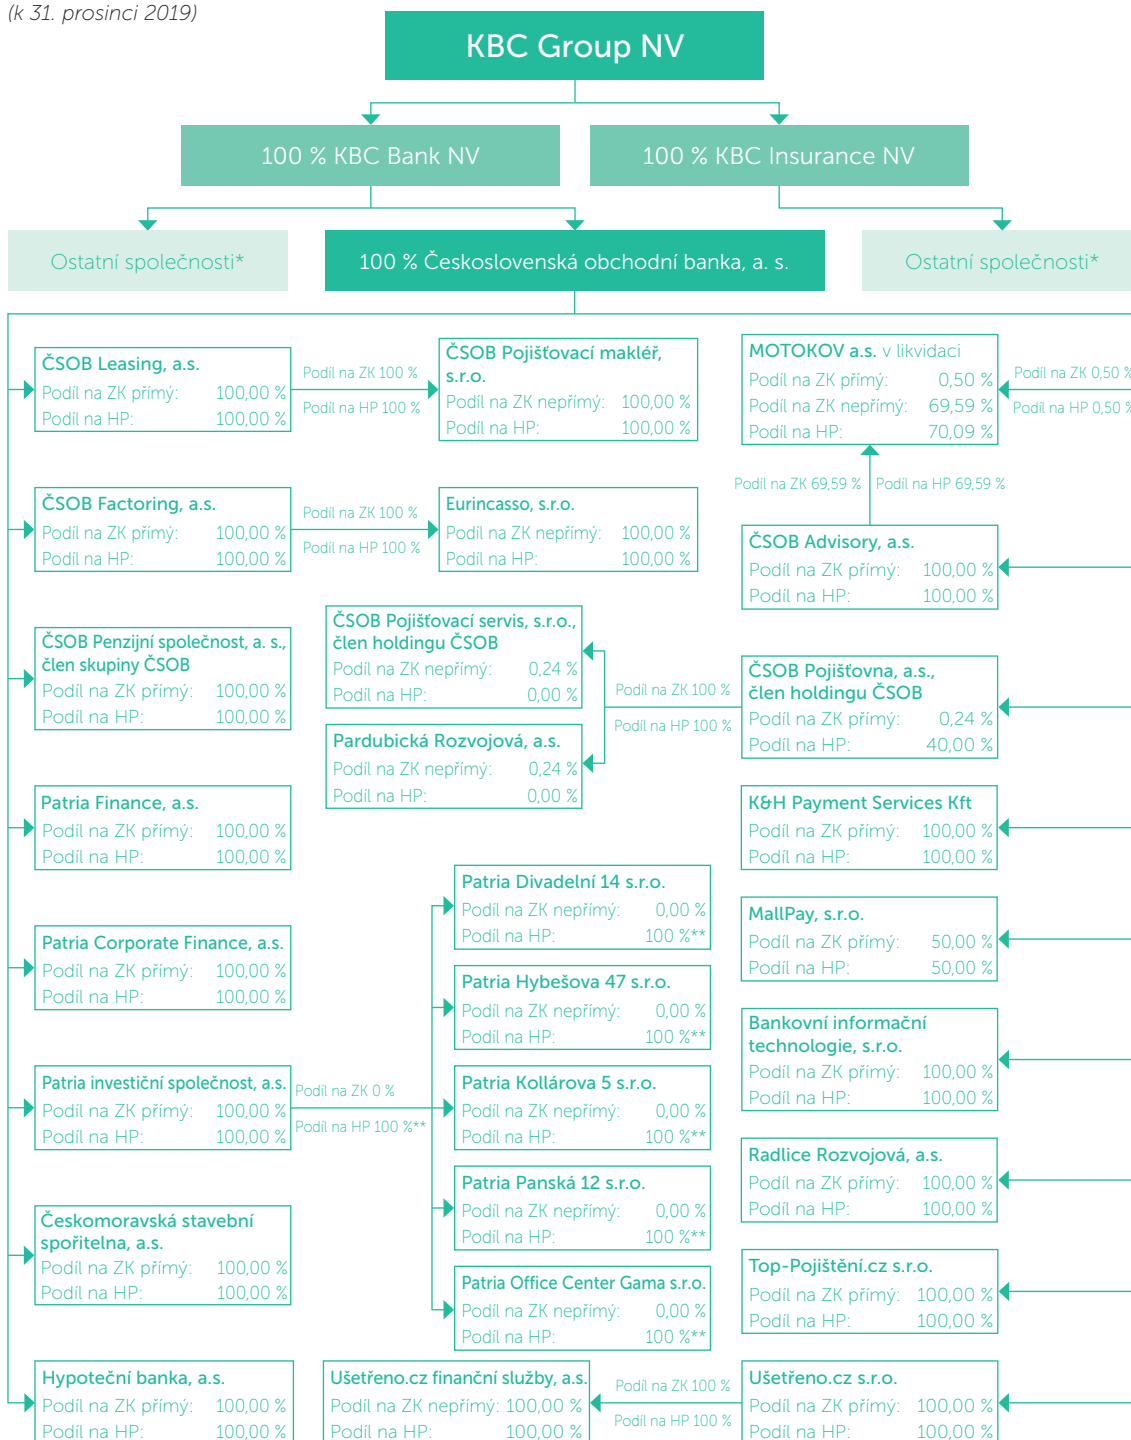 (k 31. prosinci 2019)
KBC Group NV
100 % KBC Bank NV
100 % KBC Insurance NV
Ostatní společnosti*
100 % Československá obchodní banka, a. s.
Ostatní společnosti*
ČSOB Leasing, a.s.
Podíl na ZK přímý: 100,00 %
Podíl na HP: 100,00 %
Podíl na ZK 100 %
Podíl na HP 100 %
ČSOB Pojišťovací makléř,
s.r.o.
Podíl na ZK nepřímý: 100,00 %
Podíl na HP: 100,00 %
MOTOKOV a.s. v likvidaci
Podíl na ZK přímý: 0,50 %
Podíl na ZK nepřímý: 69,59 %
Podíl na HP: 70,09 %
Podíl na ZK 0,50 %
Podíl na HP 0,50 %
Podíl na ZK 69,59 %
Podíl na HP 69,59 %
ČSOB Factoring, a.s.
Podíl na ZK přímý: 100,00 %
Podíl na HP: 100,00 %
Podíl na ZK 100 %
Podíl na HP 100 %
Eurincasso, s.r.o.
Podíl na ZK nepřímý: 100,00 %
Podíl na HP: 100,00 %
ČSOB Advisory, a.s.
Podíl na ZK přímý: 100,00 %
Podíl na HP: 100,00 %
ČSOB Penzijní společnost, a. s.,
člen skupiny ČSOB
Podíl na ZK přímý: 100,00 %
Podíl na HP: 100,00 %
ČSOB Pojišťovací servis, s.r.o.,
člen holdingu ČSOB
Podíl na ZK nepřímý: 0,24 %
Podíl na HP: 0,00 %
Pardubická Rozvojová, a.s.
Podíl na ZK nepřímý: 0,24 %
Podíl na HP: 0,00 %
Podíl na ZK 100 %
Podíl na HP 100 %
ČSOB Pojišťovna, a.s.,
člen holdingu ČSOB
Podíl na ZK přímý: 0,24 %
Podíl na HP: 40,00 %
Patria Finance, a.s.
Podíl na ZK přímý: 100,00 %
Podíl na HP: 100,00 %
K&H Payment Services Kft
Podíl na ZK přímý: 100,00 %
Podíl na HP: 100,00 %
Patria Corporate Finance, a.s.
Podíl na ZK přímý: 100,00 %
Podíl na HP: 100,00 %
Patria Divadelní 14 s.r.o.
Podíl na ZK nepřímý: 0,00 %
Podíl na HP: 100 %**
MallPay, s.r.o.
Podíl na ZK přímý: 50,00 %
Podíl na HP: 50,00 %
Patria Hybešova 47 s.r.o.
Podíl na ZK nepřímý: 0,00 %
Podíl na HP: 100 %**
Bankovní informační
technologie, s.r.o.
Podíl na ZK přímý: 100,00 %
Podíl na HP: 100,00 %
Patria investiční společnost, a.s.
Podíl na ZK přímý: 100,00 %
Podíl na HP: 100,00 %
Podíl na ZK 0 %
Podíl na HP 100 %**
Patria Kollárova 5 s.r.o.
Podíl na ZK nepřímý: 0,00 %
Podíl na HP: 100 %**
Radlice Rozvojová, a.s.
Podíl na ZK přímý: 100,00 %
Podíl na HP: 100,00 %
Patria Panská 12 s.r.o.
Podíl na ZK nepřímý: 0,00 %
Podíl na HP: 100 %**
Českomoravská stavební
spořitelna, a.s.
Podíl na ZK přímý: 100,00 %
Podíl na HP: 100,00 %
Patria Office Center Gama s.r.o.
Podíl na ZK nepřímý: 0,00 %
Podíl na HP: 100 %**
Top-Pojištění.cz s.r.o.
Podíl na ZK přímý: 100,00 %
Podíl na HP: 100,00 %
Hypoteční banka, a.s.
Podíl na ZK přímý: 100,00 %
Podíl na HP: 100,00 %
Ušetřeno.cz finanční služby, a.s.
Podíl na ZK nepřímý: 100,00 %
Podíl na HP: 100,00 %
Podíl na ZK 100 %
Podíl na HP 100 %
Ušetřeno.cz s.r.o.
Podíl na ZK přímý: 100,00 %
Podíl na HP: 100,00 %